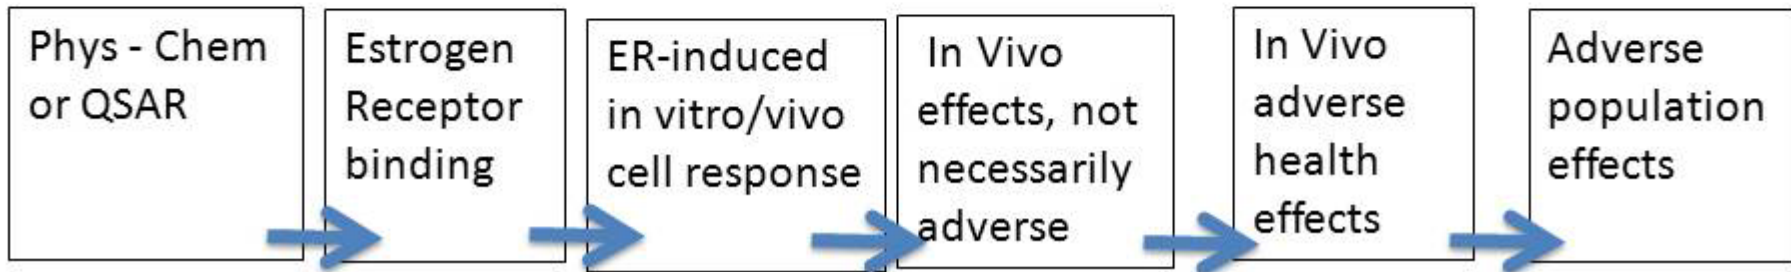 Phys - Chem
or QSAR
Estrogen
Receptor
binding
ER-induced
in vitro/vivo
cell response
In Vivo
effects, not
necessarily
adverse
In Vivo
adverse
health
effects
Adverse
population
effects